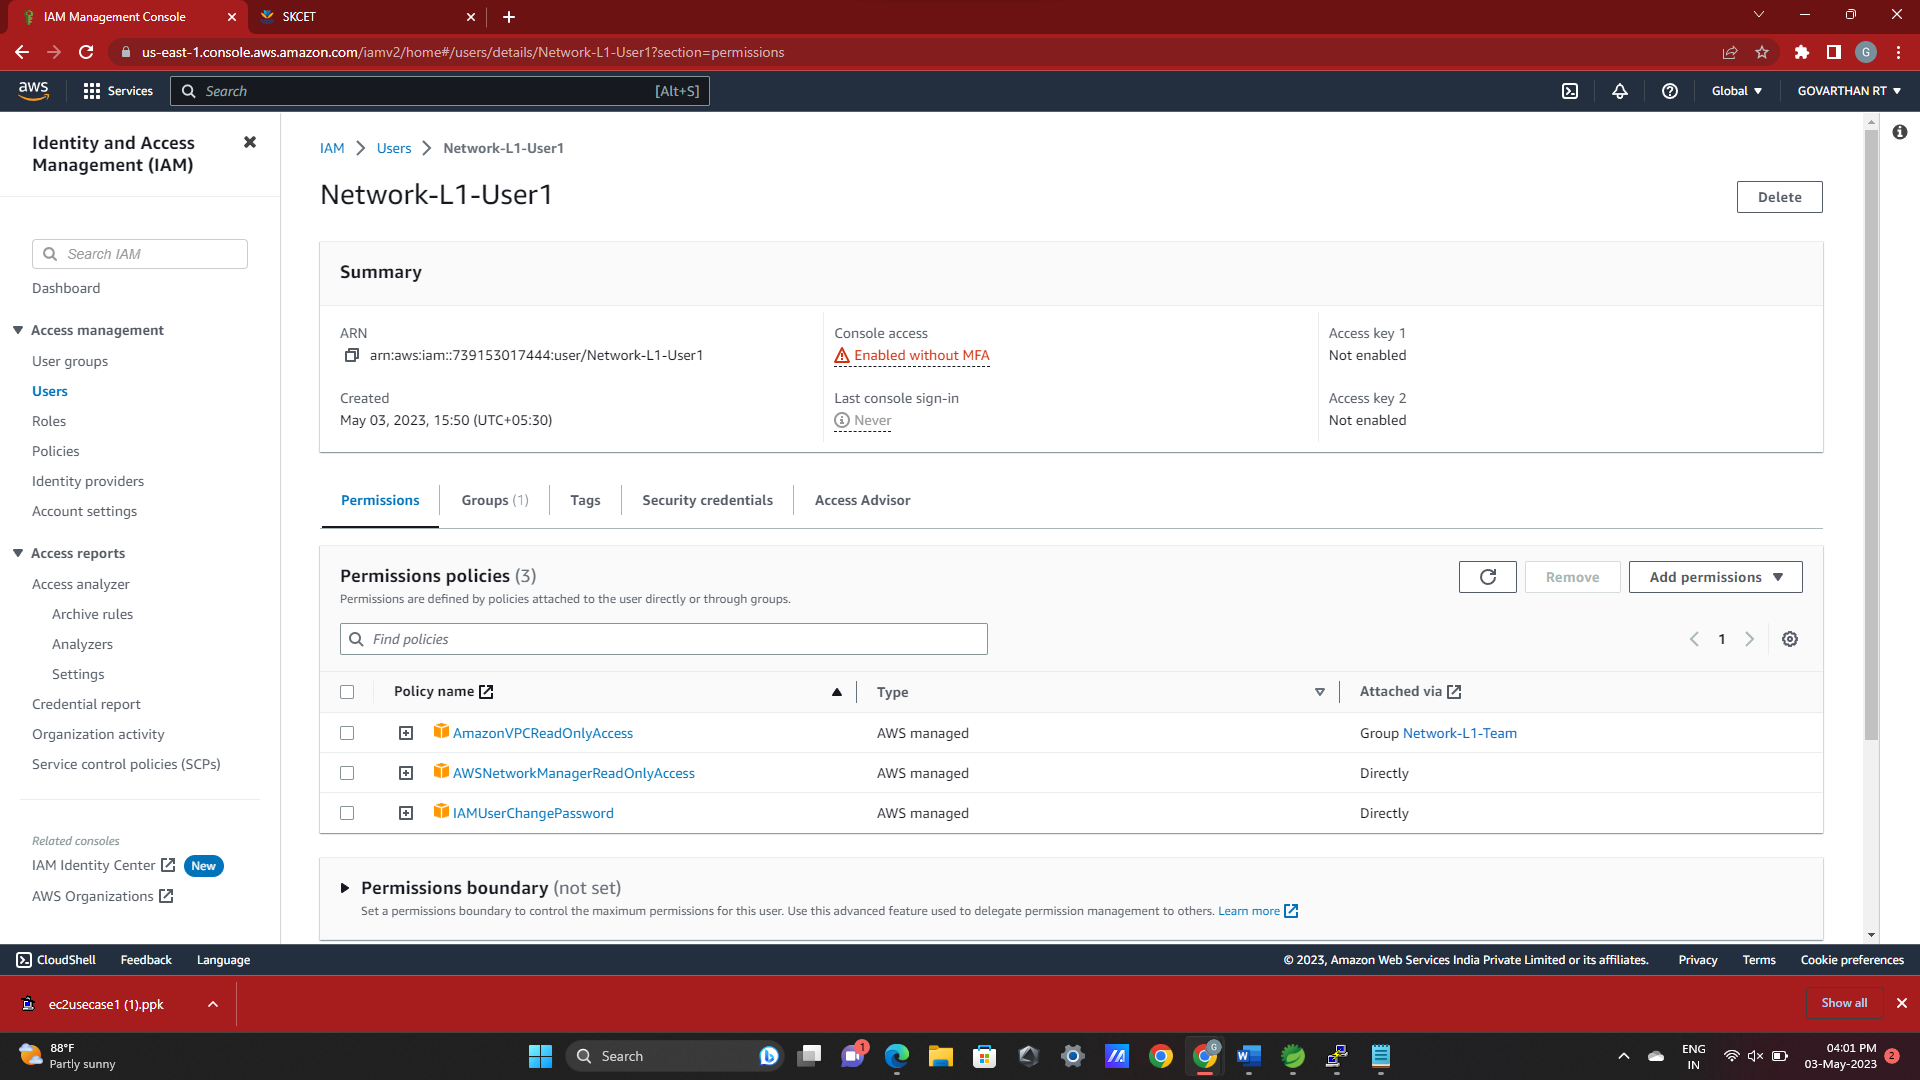 IAM Management Console
SKCET
us-east-1.console.aws.amazon.com/iamv2/home#/users/details/Network-L1-User1?section=permissions
G
aws
Services
Search
[Alt+S]
Global
GOVARTHAN RT
Identity and Access
Management (IAM)
Search IAM
Dashboard
Access management
User groups
Users
Roles
Policies
Identity providers
Account settings
Access reports
Access analyzer
Archive rules
Analyzers
Settings
Credential report
Organization activity
Service control policies (SCPs)
Related consoles
IAM Identity Center New
AWS Organizations
IAM Users Network-L1-User1
Network-L1-User1
Delete
Summary
ARN
arn:aws:iam::739153017444:user/Network-L1-User1
Created
May 03, 2023, 15:50 (UTC+05:30)
Console access
Enabled without MFA
Last console sign-in
Never
Access key 1
Not enabled
Access key 2
Not enabled
Permissions Groups (1) Tags Security credentials Access Advisor
Permissions policies (3)
Permissions are defined by policies attached to the user directly or through groups.
Remove
Add permissions
Find policies
1
Policy name Type Attached via
AmazonVPCReadOnlyAccess AWS managed Group Network-L1-Team
AWSNetworkManagerReadOnlyAccess AWS managed Directly
IAMUserChangePassword AWS managed Directly
Permissions boundary (not set)
Set a permissions boundary to control the maximum permissions for this user. Use this advanced feature used to delegate permission management to others. Learn more
CloudShell Feedback Language
© 2023, Amazon Web Services India Private Limited or its affiliates. Privacy Terms Cookie preferences
ec2usecase1 (1).ppk
Show all
88°F
Partly sunny
Search
1
G
ENG
IN
04:01 PM
03-May-2023
2